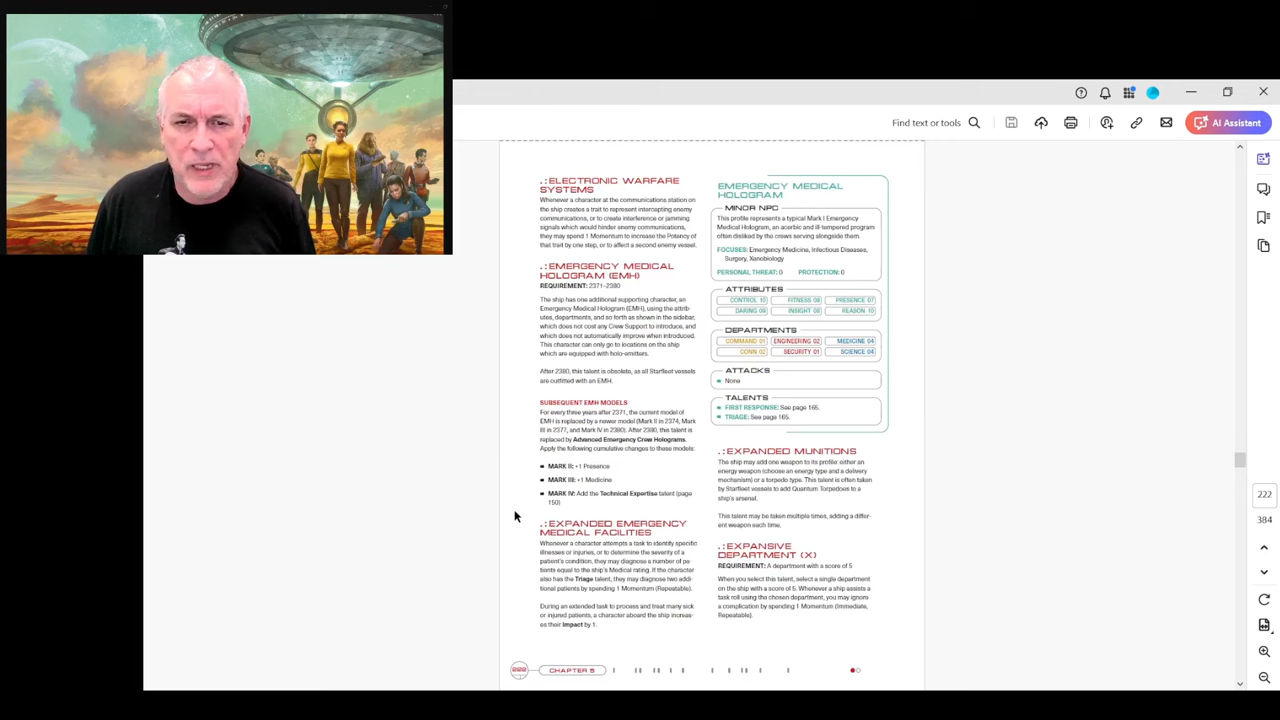 Find text or tools
AI Assistant
.:ELECTRONIC WARFARE
SYSTEMS
Whenever a character at the communications station on
the ship creates a trait to represent intercepting enemy
communications, or to create interference or jamming
signals which would hinder enemy communications,
they may spend 1 Momentum to increase the Potency of
that trait by one step, or to affect a second enemy vessel.
.:EMERGENCY MEDICAL
HOLOGRAM (EMH)
REQUIREMENT: 2371–2380
The ship has one additional supporting character, an
Emergency Medical Hologram (EMH), using the attrib-
utes, departments, and so forth as shown in the sidebar,
which does not cost any Crew Support to introduce, and
which does not automatically improve when introduced.
This character can only go to locations on the ship
which are equipped with holo-emitters.
After 2380, this talent is obsolete, as all Starfleet vessels
are outfitted with an EMH.
SUBSEQUENT EMH MODELS
For every three years after 2371, the current model of
EMH is replaced by a newer model (Mark II in 2374, Mark
III in 2377, and Mark IV in 2380). After 2380, this talent is
replaced by Advanced Emergency Crew Holograms.
Apply the following cumulative changes to these models:
MARK II: +1 Presence
MARK III: +1 Medicine
MARK IV: Add the Technical Expertise talent (page
150)
.:EXPANDED EMERGENCY
MEDICAL FACILITIES
Whenever a character attempts a task to identify specific
illnesses or injuries, or to determine the severity of a
patient's condition, they may diagnose a number of pa-
tients equal to the ship's Medical rating. If the character
also has the Triage talent, they may diagnose two addi-
tional patients by spending 1 Momentum (Repeatable).
During an extended task to process and treat many sick
or injured patients, a character aboard the ship increas-
es their Impact by 1.
EMERGENCY MEDICAL
HOLOGRAM
MINOR NPC
This profile represents a typical Mark I Emergency
Medical Hologram, an acerbic and ill-tempered program
often disliked by the crews serving alongside them.
FOCUSES: Emergency Medicine, Infectious Diseases,
Surgery, Xenobiology
PERSONAL THREAT: 0 PROTECTION: 0
ATTRIBUTES
CONTROL 10 FITNESS 08 PRESENCE 07
DARING 09 INSIGHT 08 REASON 10
DEPARTMENTS
COMMAND 01 ENGINEERING 02 MEDICINE 04
CONN 02 SECURITY 01 SCIENCE 04
ATTACKS
None
TALENTS
FIRST RESPONSE: See page 165.
TRIAGE: See page 165.
.:EXPANDED MUNITIONS
The ship may add one weapon to its profile: either an
energy weapon (choose an energy type and a delivery
mechanism) or a torpedo type. This talent is often taken
by Starfleet vessels to add Quantum Torpedoes to a
ship's arsenal.
This talent may be taken multiple times, adding a differ-
ent weapon each time.
.:EXPANSIVE
DEPARTMENT (X)
REQUIREMENT: A department with a score of 5
When you select this talent, select a single department
on the ship with a score of 5. Whenever a ship assists a
task roll using the chosen department, you may ignore
a complication by spending 1 Momentum (Immediate,
Repeatable).
222
CHAPTER 5
222
384